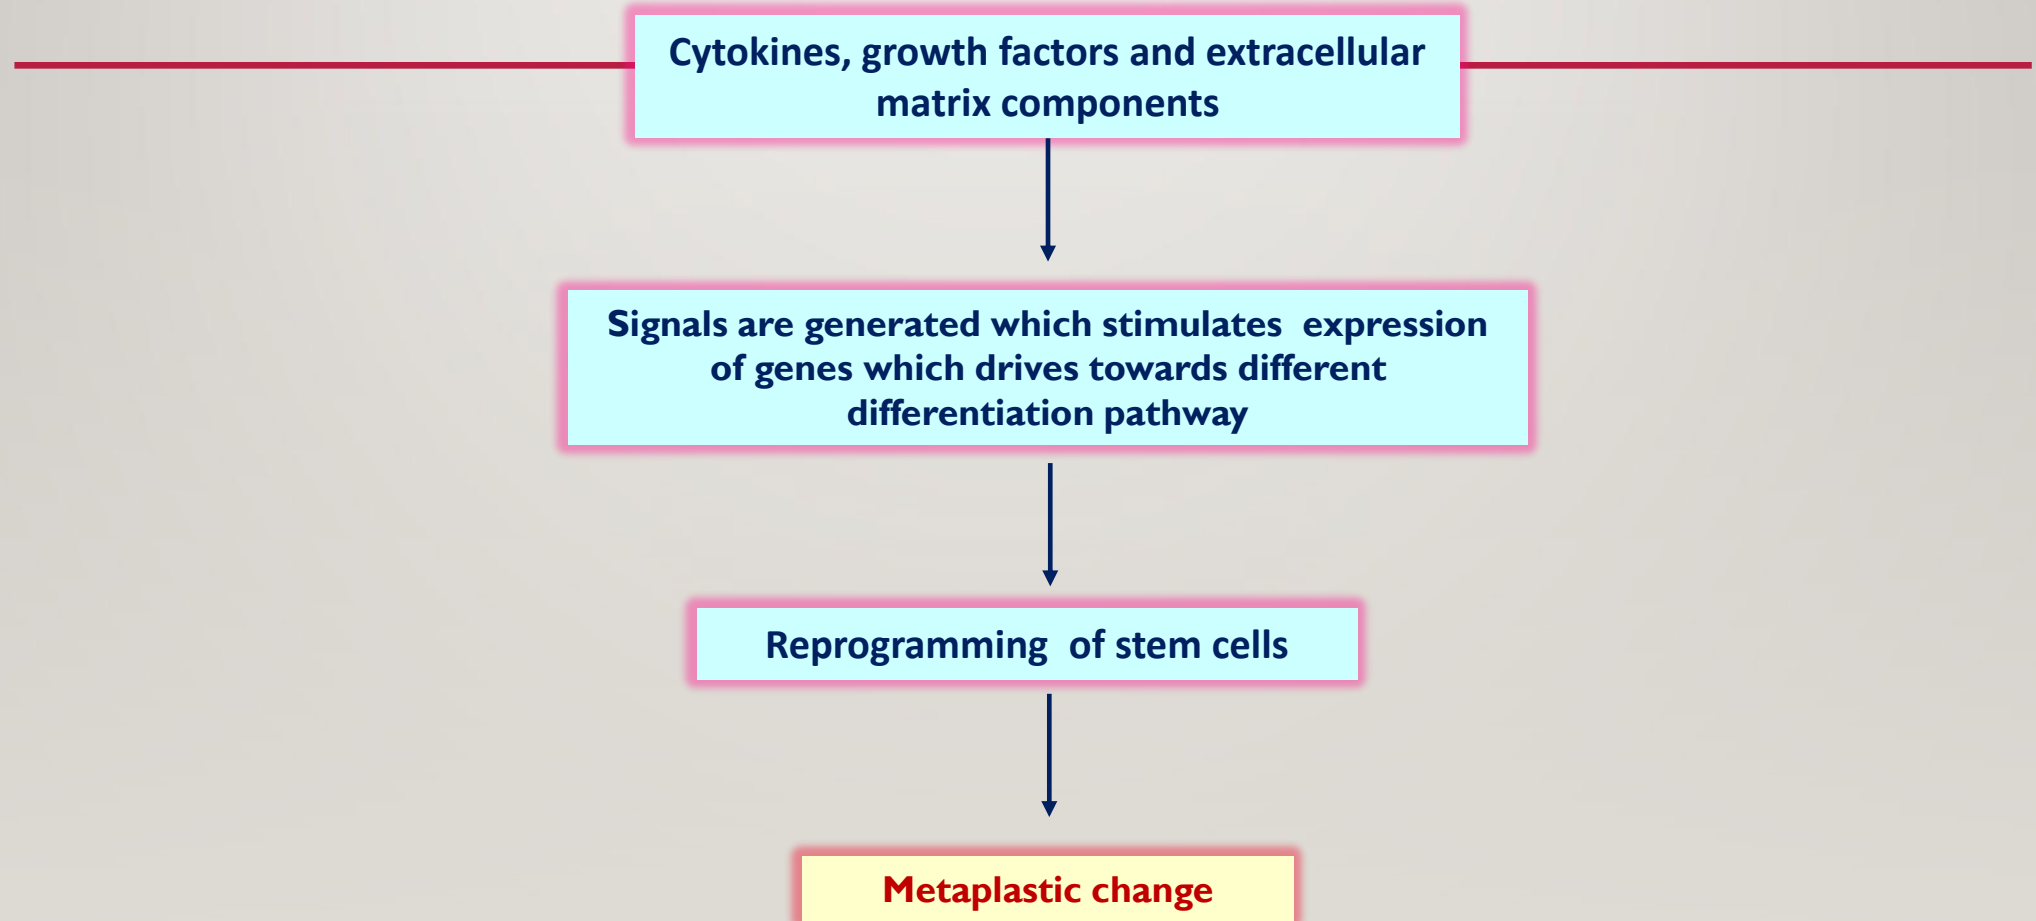 Cytokines, growth factors and extracellular
matrix components
Signals are generated which stimulates  expression
of genes which drives towards different
differentiation pathway
Reprogramming  of stem cells
Metaplastic change